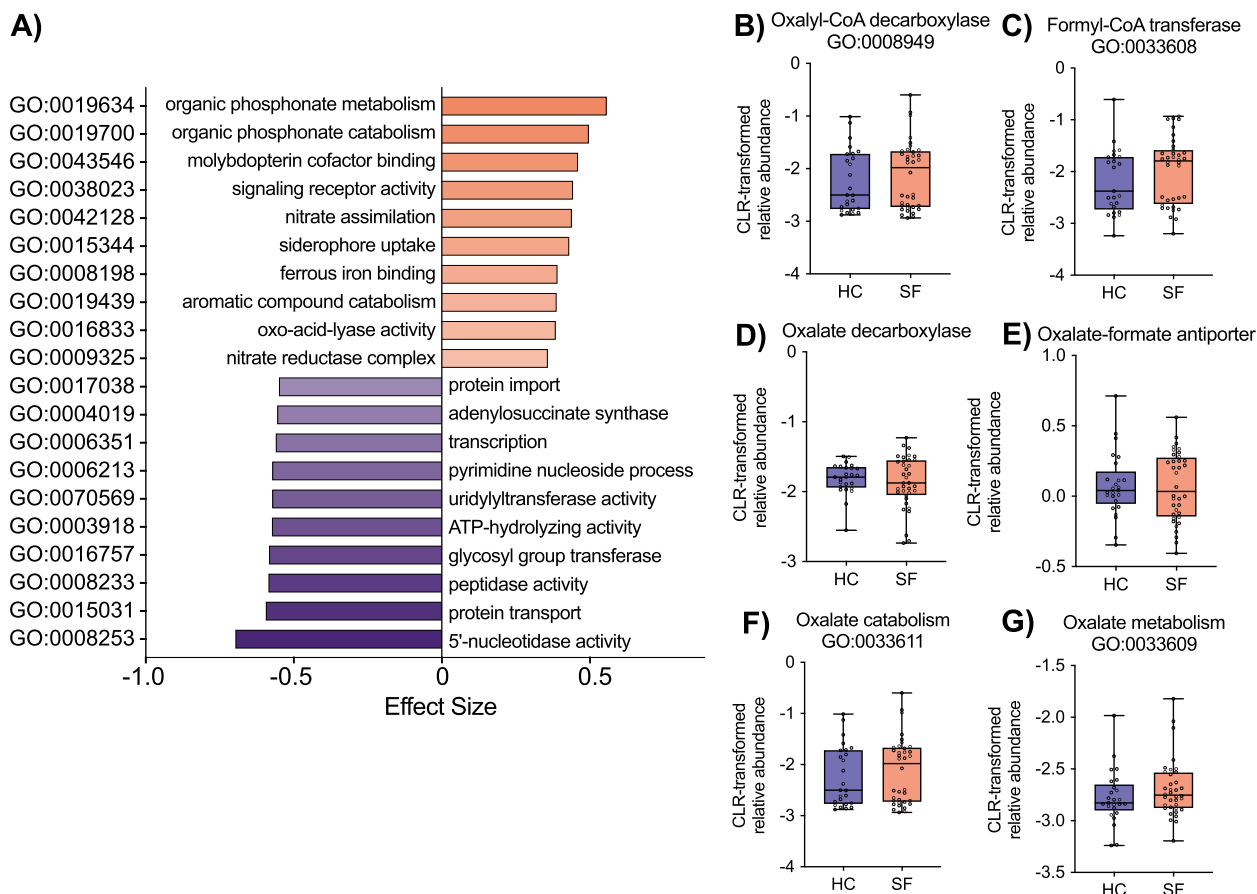 A)
GO:0019634 organic phosphonate metabolism
GO:0019700 organic phosphonate catabolism
GO:0043546 molybdopterin cofactor binding
GO:0038023 signaling receptor activity
GO:0042128 nitrate assimilation
GO:0015344 siderophore uptake
GO:0008198 ferrous iron binding
GO:0019439 aromatic compound catabolism
GO:0016833 oxo-acid-lyase activity
GO:0009325 nitrate reductase complex
GO:0017038 protein import
GO:0004019 adenylosuccinate synthase
GO:0006351 transcription
GO:0006213 pyrimidine nucleoside process
GO:0070569 uridylyltransferase activity
GO:0003918 ATP-hydrolyzing activity
GO:0016757 glycosyl group transferase
GO:0008233 peptidase activity
GO:0015031 protein transport
GO:0008253 5'-nucleotidase activity
-1.0 -0.5 0 0.5
Effect Size
B) Oxalyl-CoA decarboxylase
GO:0008949
CLR-transformed
relative abundance
0
-1
-2
-3
-4
HC SF
C) Formyl-CoA transferase
GO:0033608
CLR-transformed
relative abundance
0
-1
-2
-3
-4
HC SF
D) Oxalate decarboxylase
CLR-transformed
relative abundance
0
-1
-2
-3
HC SF
E) Oxalate-formate antiporter
CLR-transformed
relative abundance
1.0
0.5
0.0
-0.5
HC SF
F) Oxalate catabolism
GO:0033611
CLR-transformed
relative abundance
0
-1
-2
-3
-4
HC SF
G) Oxalate metabolism
GO:0033609
CLR-transformed
relative abundance
-1.5
-2.0
-2.5
-3.0
-3.5
HC SF